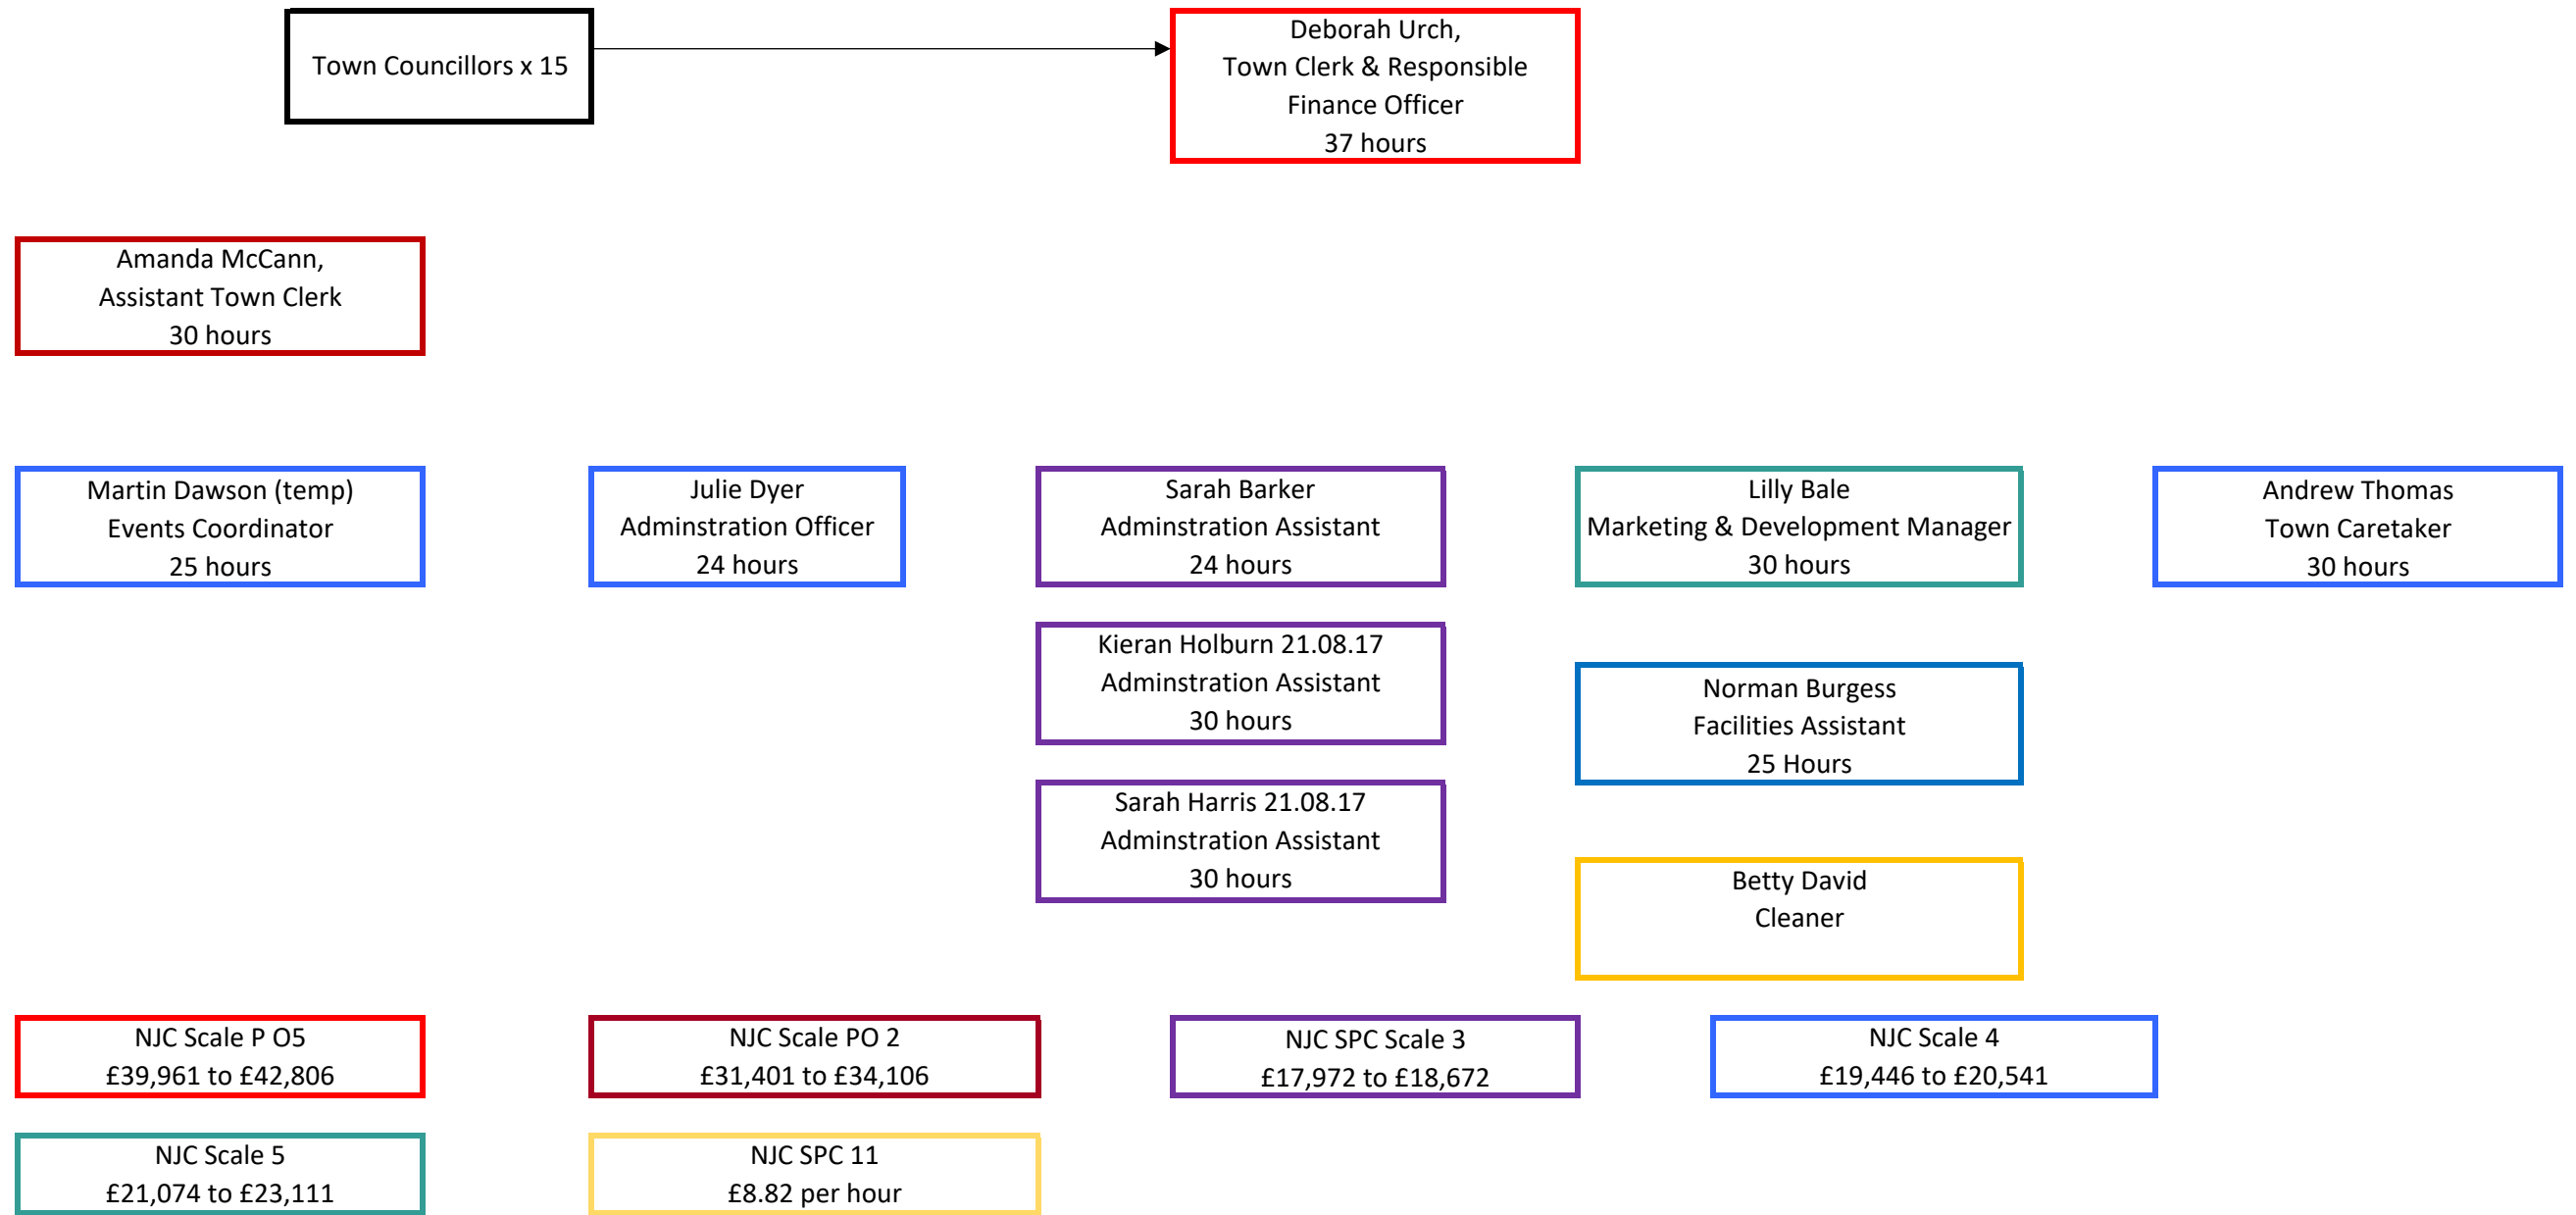 Town Councillors x 15
Deborah Urch,
Town Clerk & Responsible
Finance Officer
37 hours
Amanda McCann,
Assistant Town Clerk
30 hours
Martin Dawson (temp)
Events Coordinator
25 hours
Julie Dyer
Adminstration Officer
24 hours
Sarah Barker
Adminstration Assistant
24 hours
Lilly Bale
Marketing & Development Manager
30 hours
Andrew Thomas
Town Caretaker
30 hours
Kieran Holburn 21.08.17
Adminstration Assistant
30 hours
Norman Burgess
Facilities Assistant
25 Hours
Sarah Harris 21.08.17
Adminstration Assistant
30 hours
Betty David
Cleaner
NJC Scale P O5
£39,961 to £42,806
NJC Scale PO 2
£31,401 to £34,106
NJC SPC Scale 3
£17,972 to £18,672
NJC Scale 4
£19,446 to £20,541
NJC Scale 5
£21,074 to £23,111
NJC SPC 11
£8.82 per hour